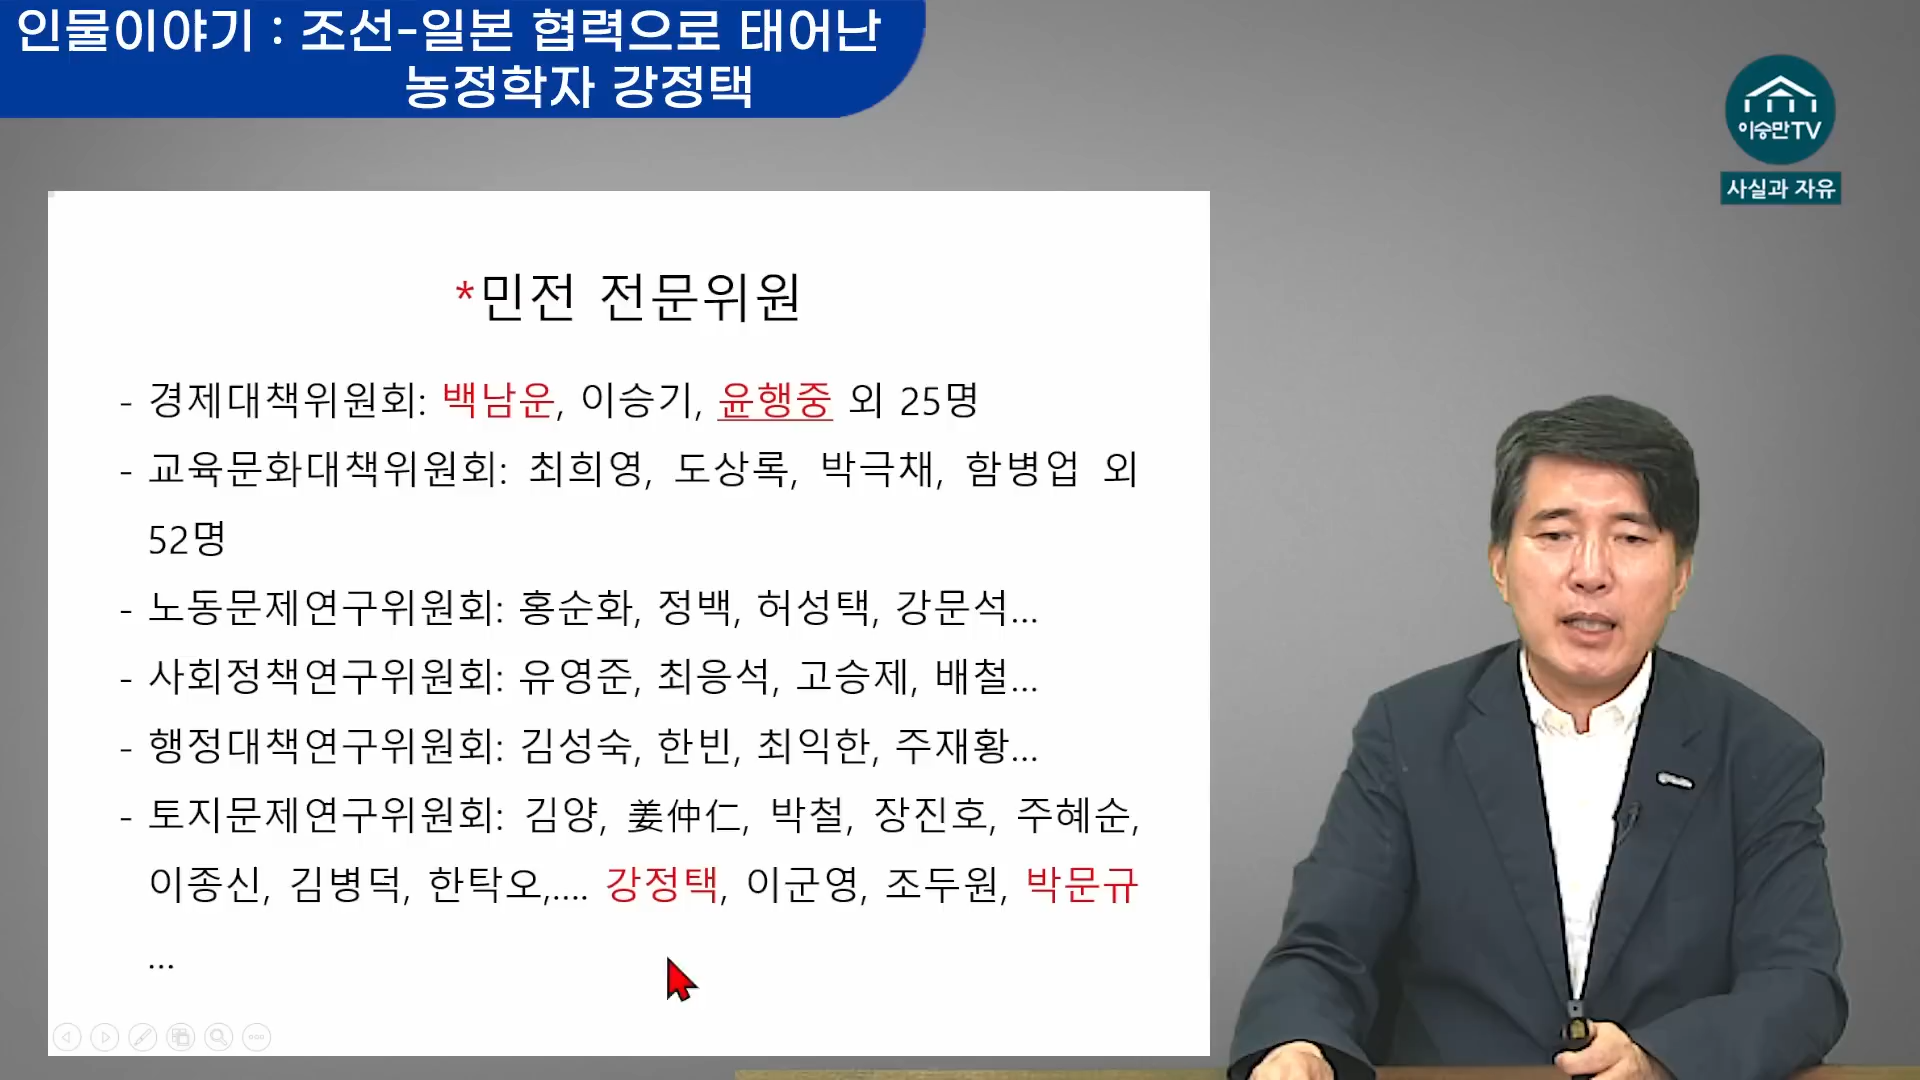 인물이야기 : 조선-일본 협력으로 태어난
농정학자 강정택
이승만TV
사실과 자유
*민전 전문위원
- 경제대책위원회: 백남운, 이승기, 윤행중 외 25명
- 교육문화대책위원회: 최희영, 도상록, 박극채, 함병업 외
52명
- 노동문제연구위원회: 홍순화, 정백, 허성택, 강문석...
- 사회정책연구위원회: 유영준, 최응석, 고승제, 배철...
- 행정대책연구위원회: 김성숙, 한빈, 최익한, 주재황...
- 토지문제연구위원회: 김양, 姜仲仁, 박철, 장진호, 주혜순,
이종신, 김병덕, 한탁오,.... 강정택, 이군영, 조두원, 박문규
...